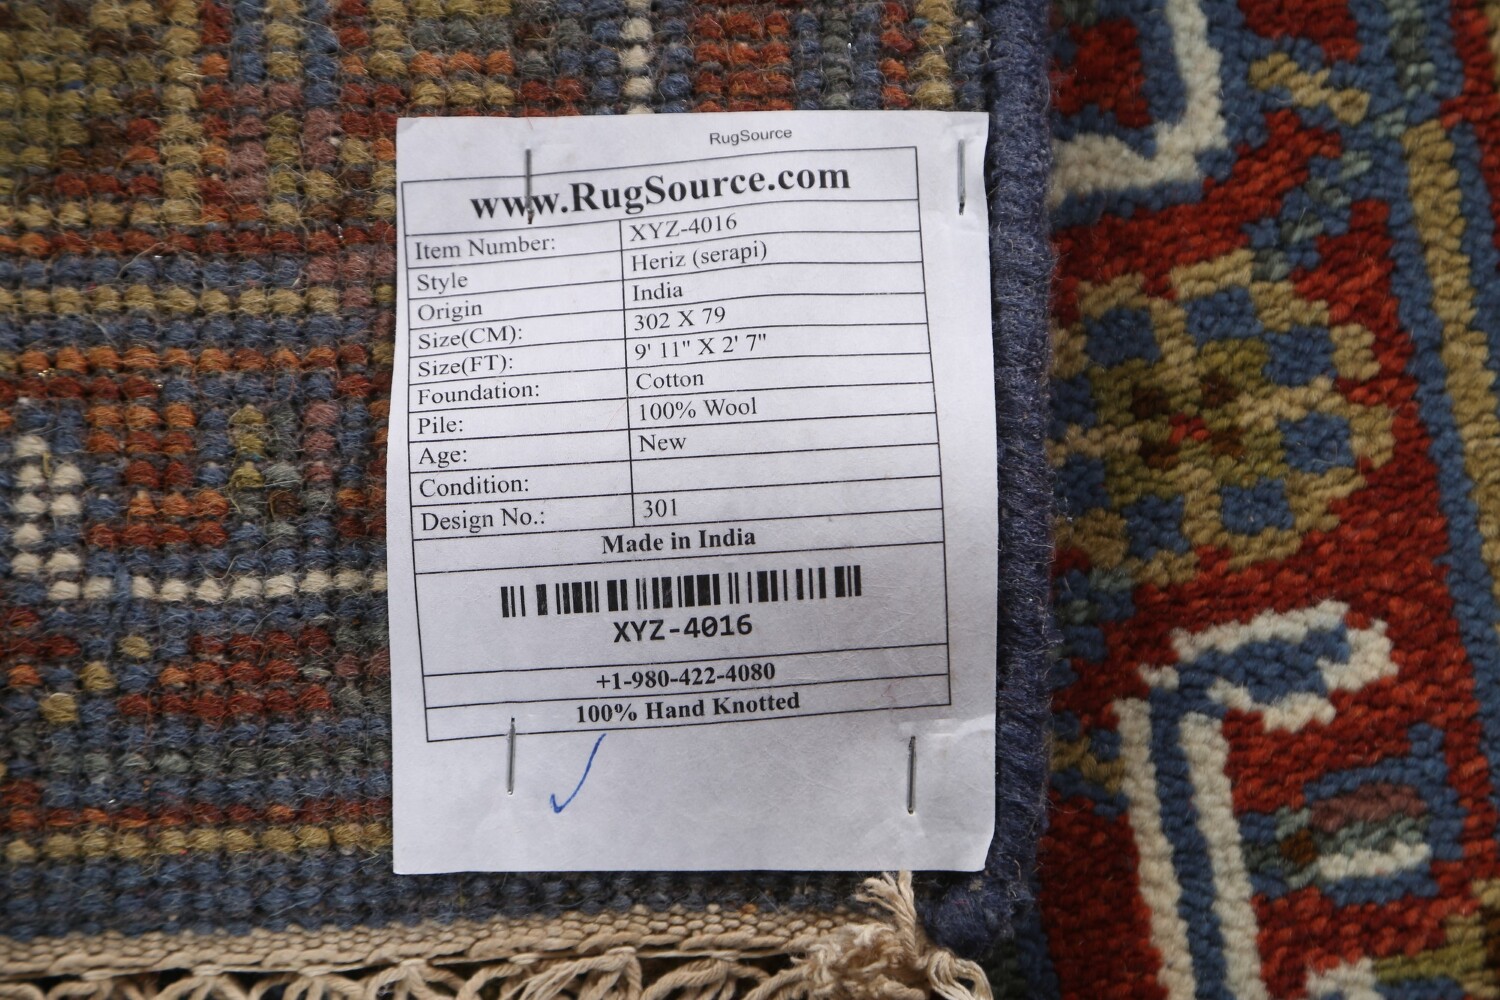 RugSource
www.RugSource.com
Item Number: XYZ-4016
Style Heriz (serapi)
Origin India
Size(CM): 302 X 79
Size(FT): 9' 11" X 2' 7"
Foundation: Cotton
Pile: 100% Wool
Age: New
Condition:
Design No.: 301
Made in India
XYZ-4016
+1-980-422-4080
100% Hand Knotted